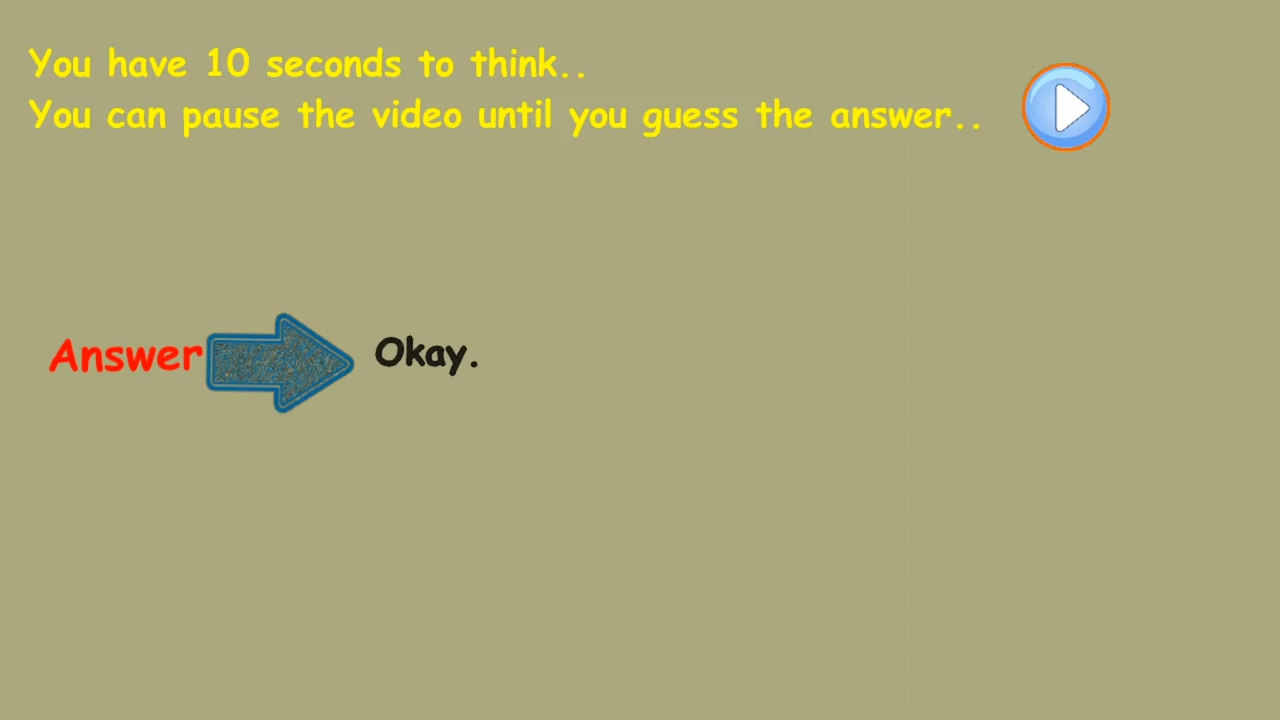 You have 10 seconds to think..
You can pause the video until you guess the answer..
Answer
Okay.